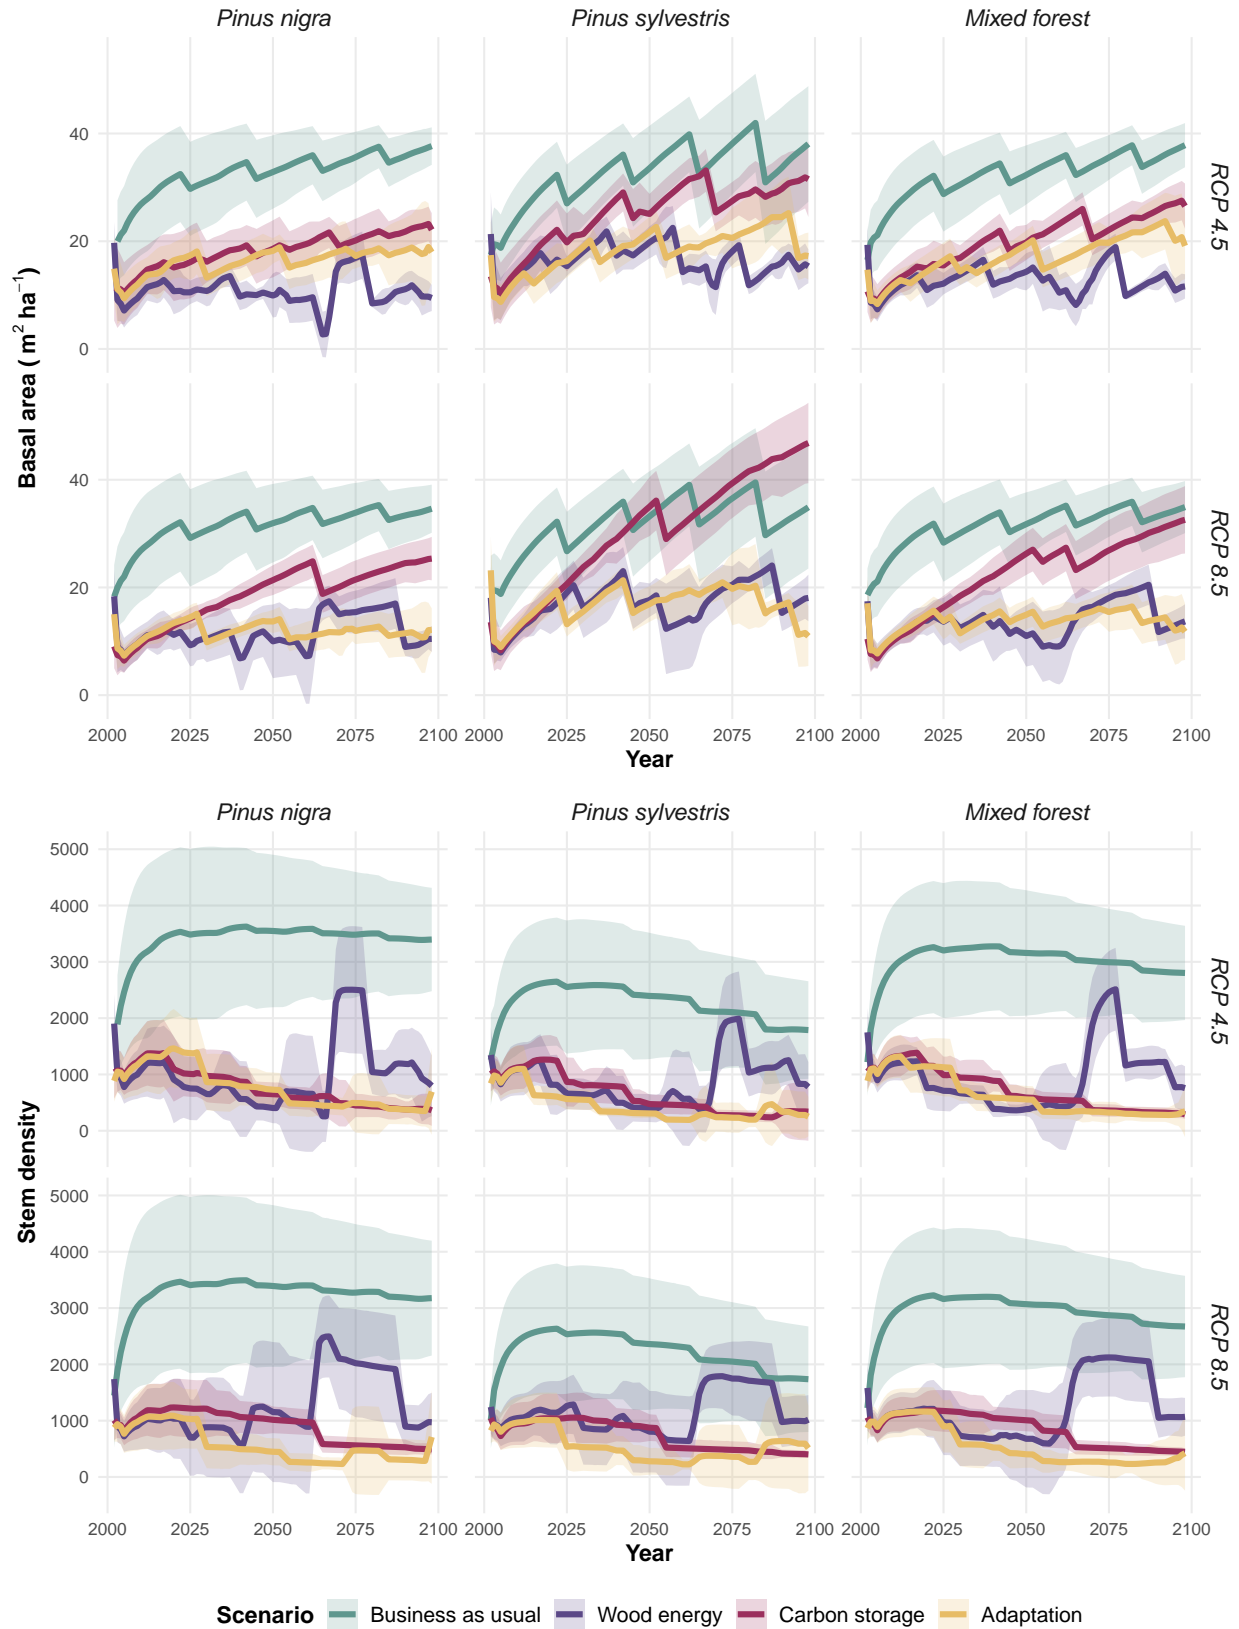 Pinus nigra Pinus sylvestris Mixed forest
40
20
0
RCP 4.5
40
20
0
RCP 8.5
Basal area ( m² ha⁻¹)
2000 2025 2050 2075 2100 2000 2025 2050 2075 2100 2000 2025 2050 2075 2100
Year
Pinus nigra Pinus sylvestris Mixed forest
5000
4000
3000
2000
1000
0
RCP 4.5
5000
4000
3000
2000
1000
0
RCP 8.5
Stem density
2000 2025 2050 2075 2100 2000 2025 2050 2075 2100 2000 2025 2050 2075 2100
Year
Scenario Business as usual Wood energy Carbon storage Adaptation